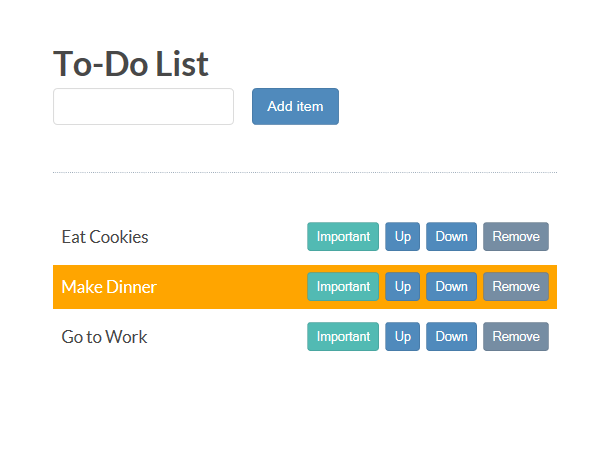 To-Do List
Add item
Eat Cookies Important Up Down Remove
Make Dinner Important Up Down Remove
Go to Work Important Up Down Remove